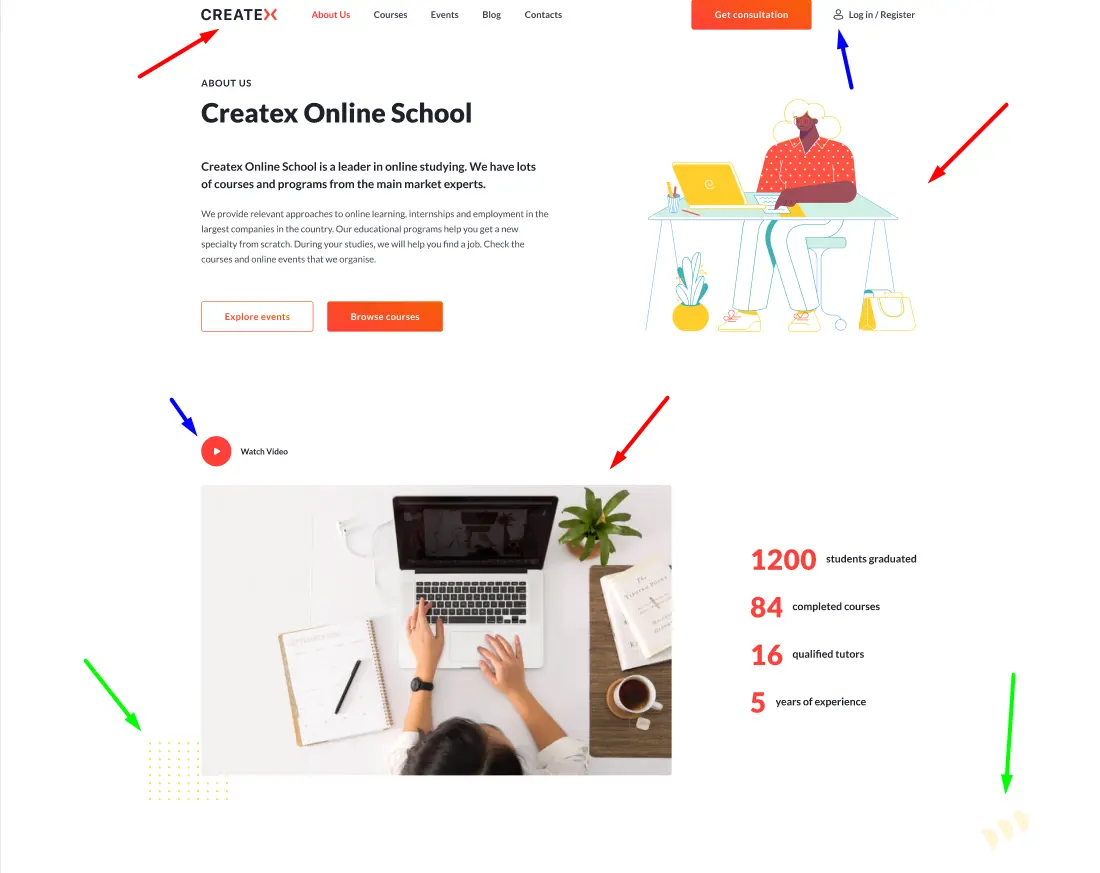 CREATEX
About Us
Courses
Events
Blog
Contacts
Get consultation
Log in / Register
ABOUT US
Createx Online School
Createx Online School is a leader in online studying. We have lots
of courses and programs from the main market experts.
We provide relevant approaches to online learning, internships and employment in the
largest companies in the country. Our educational programs help you get a new
specialty from scratch. During your studies, we will help you find a job. Check the
courses and online events that we organise.
Explore events
Browse courses
Watch Video
1200 students graduated
84 completed courses
16 qualified tutors
5 years of experience